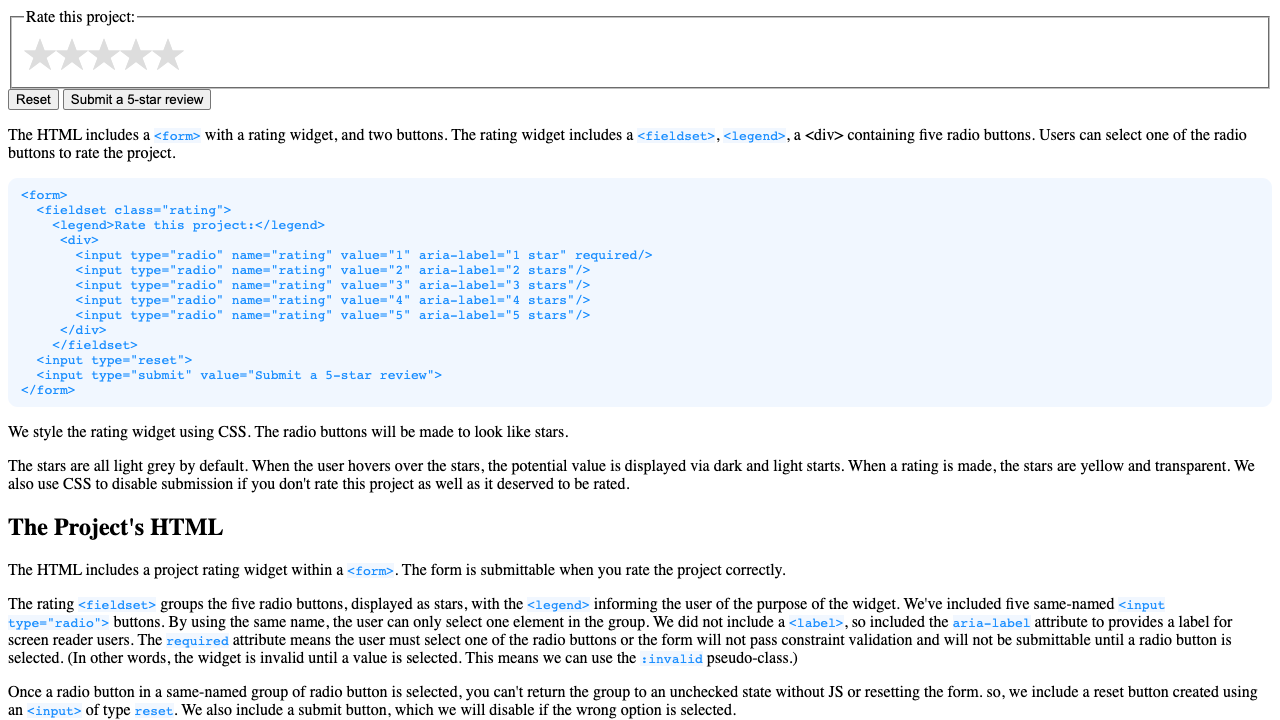 Rate this project:
Reset Submit a 5-star review
The HTML includes a <form> with a rating widget, and two buttons. The rating widget includes a <fieldset>, <legend>, a <div> containing five radio buttons. Users can select one of the radio
buttons to rate the project.
<form>
  <fieldset class="rating">
    <legend>Rate this project:</legend>
     <div>
       <input type="radio" name="rating" value="1" aria-label="1 star" required/>
       <input type="radio" name="rating" value="2" aria-label="2 stars"/>
       <input type="radio" name="rating" value="3" aria-label="3 stars"/>
       <input type="radio" name="rating" value="4" aria-label="4 stars"/>
       <input type="radio" name="rating" value="5" aria-label="5 stars"/>
     </div>
    </fieldset>
  <input type="reset">
  <input type="submit" value="Submit a 5-star review">
</form>
We style the rating widget using CSS. The radio buttons will be made to look like stars.
The stars are all light grey by default. When the user hovers over the stars, the potential value is displayed via dark and light starts. When a rating is made, the stars are yellow and transparent. We
also use CSS to disable submission if you don't rate this project as well as it deserved to be rated.
The Project's HTML
The HTML includes a project rating widget within a <form>. The form is submittable when you rate the project correctly.
The rating <fieldset> groups the five radio buttons, displayed as stars, with the <legend> informing the user of the purpose of the widget. We've included five same-named <input
type="radio"> buttons. By using the same name, the user can only select one element in the group. We did not include a <label>, so included the aria-label attribute to provides a label for
screen reader users. The required attribute means the user must select one of the radio buttons or the form will not pass constraint validation and will not be submittable until a radio button is
selected. (In other words, the widget is invalid until a value is selected. This means we can use the :invalid pseudo-class.)
Once a radio button in a same-named group of radio button is selected, you can't return the group to an unchecked state without JS or resetting the form. so, we include a reset button created using
an <input> of type reset. We also include a submit button, which we will disable if the wrong option is selected.